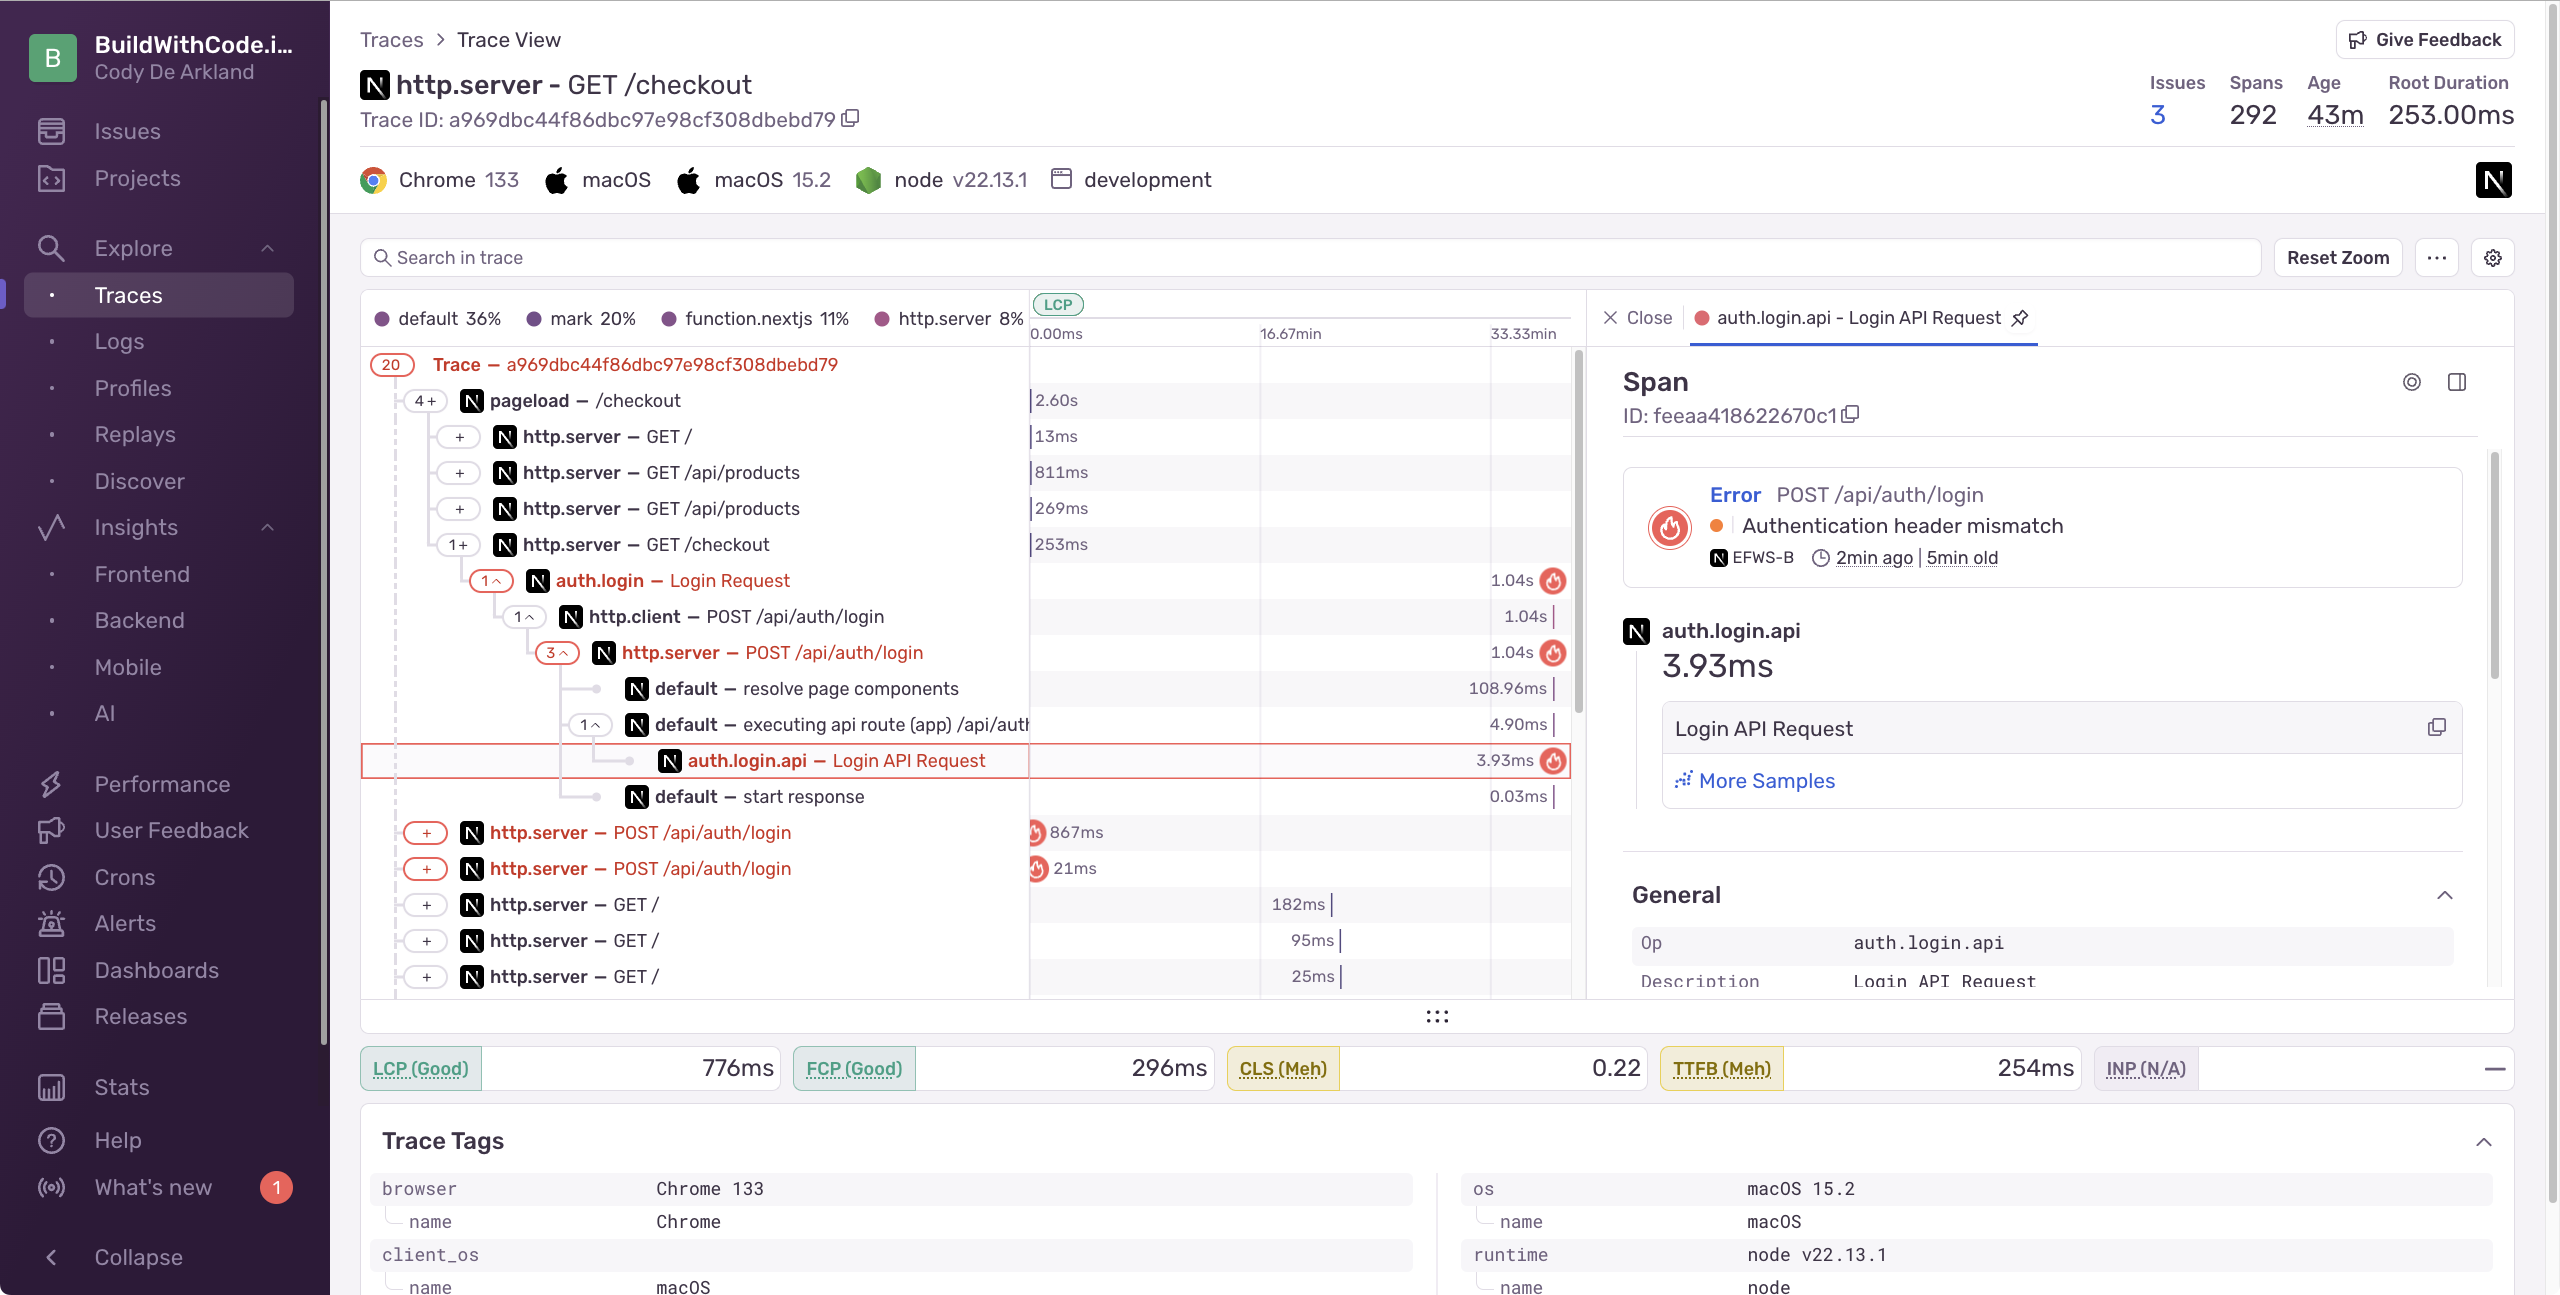 B
BuildWithCode.i...
Cody De Arkland
Issues
Projects
Explore
Traces
Logs
Profiles
Replays
Discover
Insights
Frontend
Backend
Mobile
AI
Performance
User Feedback
Crons
Alerts
Dashboards
Releases
Stats
Help
What's new 1
Collapse
Traces > Trace View
Give Feedback
http.server - GET /checkout
Trace ID: a969dbc44f86dbc97e98cf308dbebd79
Issues Spans Age Root Duration
3 292 43m 253.00ms
Chrome 133 macOS macOS 15.2 node v22.13.1 development
Search in trace
Reset Zoom
default 36% mark 20% function.nextjs 11% http.server 8%
LCP
0.00ms 16.67min 33.33min
20 Trace — a969dbc44f86dbc97e98cf308dbebd79
4+ pageload — /checkout 2.60s
+ http.server — GET / 13ms
+ http.server — GET /api/products 811ms
+ http.server — GET /api/products 269ms
1+ http.server — GET /checkout 253ms
1 auth.login — Login Request 1.04s
1 http.client — POST /api/auth/login 1.04s
3 http.server — POST /api/auth/login 1.04s
default — resolve page components 108.96ms
1 default — executing api route (app) /api/auth 4.90ms
auth.login.api — Login API Request 3.93ms
default — start response 0.03ms
+ http.server — POST /api/auth/login 867ms
+ http.server — POST /api/auth/login 21ms
+ http.server — GET / 182ms
+ http.server — GET / 95ms
+ http.server — GET / 25ms
Close auth.login.api - Login API Request
Span
ID: feeaa418622670c1
Error POST /api/auth/login
Authentication header mismatch
EFWS-B 2min ago | 5min old
auth.login.api
3.93ms
Login API Request
More Samples
General
Op auth.login.api
Description Login API Request
LCP (Good) 776ms FCP (Good) 296ms CLS (Meh) 0.22 TTFB (Meh) 254ms INP (N/A) —
Trace Tags
browser Chrome 133
name Chrome
client_os
name macOS
os macOS 15.2
name macOS
runtime node v22.13.1
name node